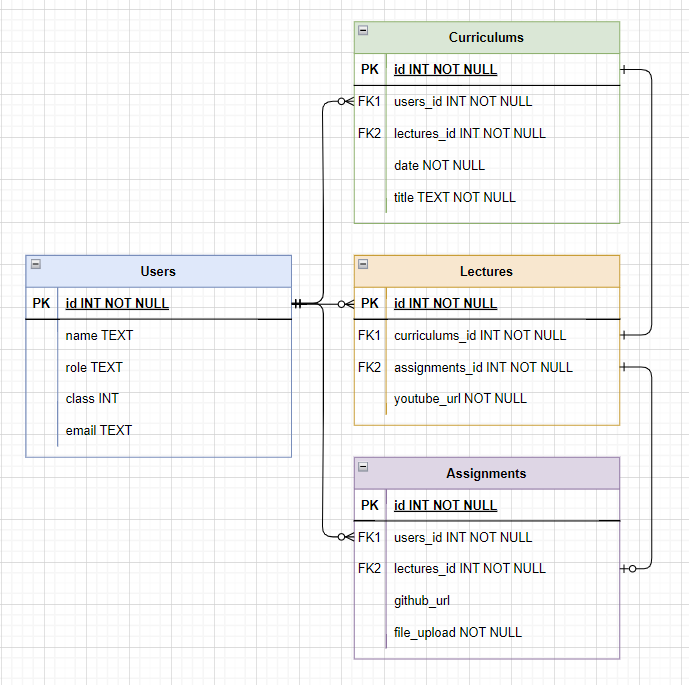 Curriculums
PK id INT NOT NULL
FK1 users_id INT NOT NULL
FK2 lectures_id INT NOT NULL
date NOT NULL
title TEXT NOT NULL
Users
PK id INT NOT NULL
name TEXT
role TEXT
class INT
email TEXT
Lectures
PK id INT NOT NULL
FK1 curriculums_id INT NOT NULL
FK2 assignments_id INT NOT NULL
youtube_url NOT NULL
Assignments
PK id INT NOT NULL
FK1 users_id INT NOT NULL
FK2 lectures_id INT NOT NULL
github_url
file_upload NOT NULL